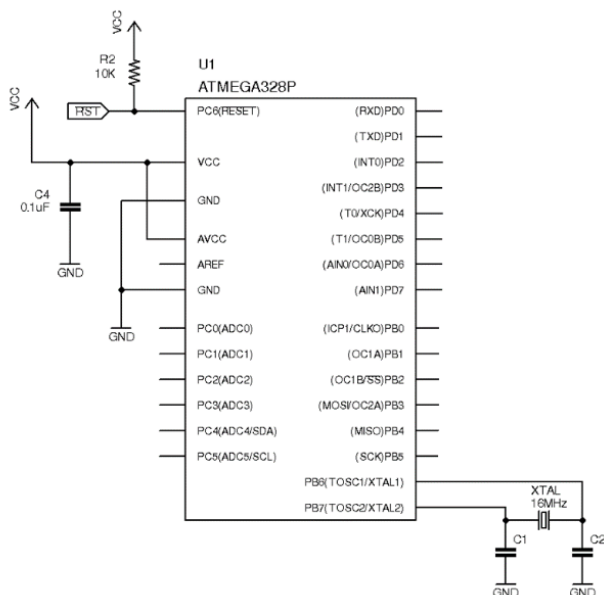 VCC
R2
10K
U1
ATMEGA328P
VCC
RST
PC6(RESET)
(RXD)PD0
(TXD)PD1
VCC
(INT0)PD2
C4
0.1uF
(INT1/OC2B)PD3
GND
(T0/XCK)PD4
AVCC
(T1/OC0B)PD5
GND
AREF
(AIN0/OC0A)PD6
GND
(AIN1)PD7
GND
PC0(ADC0)
(ICP1/CLKO)PB0
PC1(ADC1)
(OC1A)PB1
PC2(ADC2)
(OC1B/SS)PB2
PC3(ADC3)
(MOSI/OC2A)PB3
PC4(ADC4/SDA)
(MISO)PB4
PC5(ADC5/SCL)
(SCK)PB5
PB6(TOSC1/XTAL1)
XTAL
16MHz
PB7(TOSC2/XTAL2)
C1
C2
GND
GND